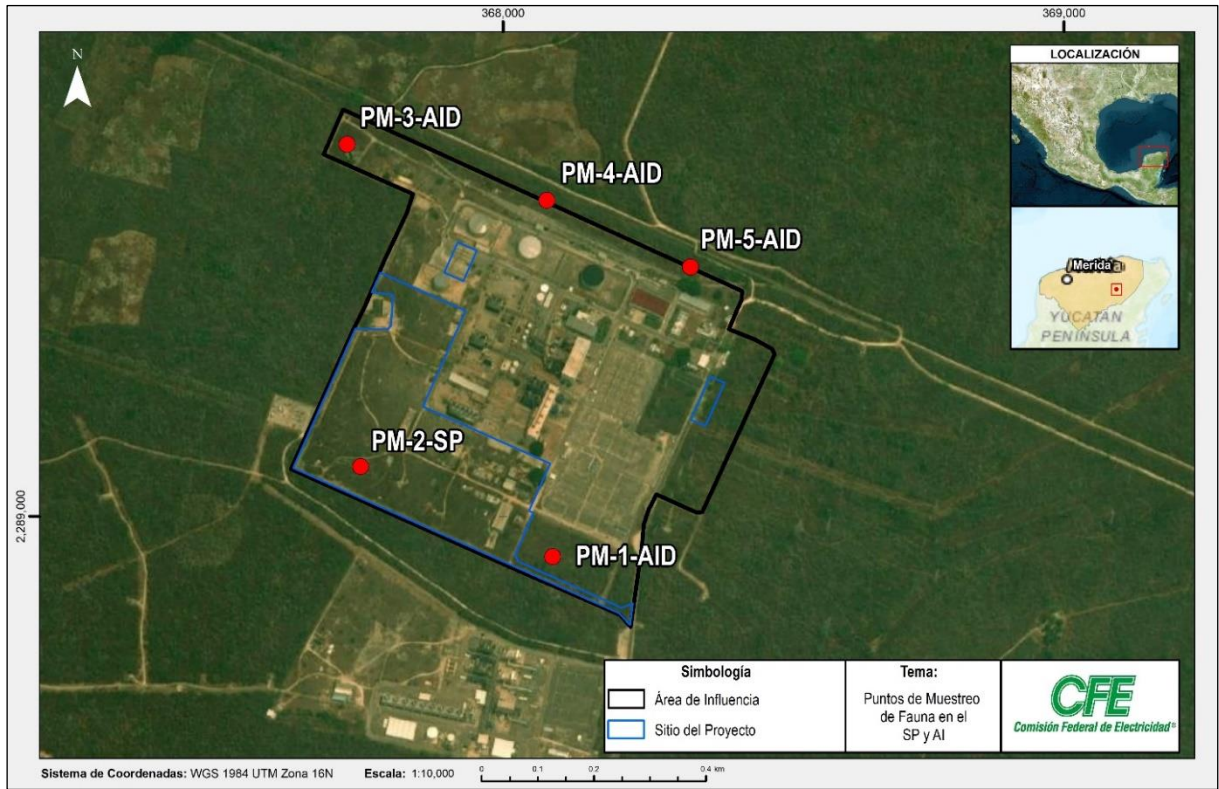 368,000
369,000
N
LOCALIZACIÓN
PM-3-AID
PM-4-AID
PM-5-AID
Merida
YUCATÁN
PENÍNSULA
PM-2-SP
2,289,000
PM-1-AID
Simbología
Área de Influencia
Sitio del Proyecto
Tema:
Puntos de Muestreo
de Fauna en el
SP y AI
CFE
Comisión Federal de Electricidad®
Sistema de Coordenadas: WGS 1984 UTM Zona 16N
Escala: 1:10,000
0 0.1 0.2 0.4 km